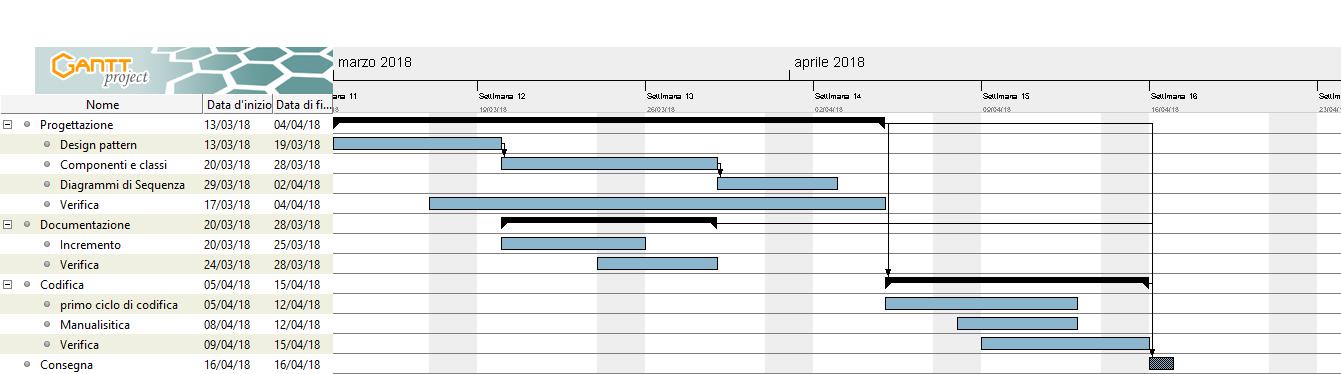 GANTT project
marzo 2018
aprile 2018
Settimana 12
Settimana 13
Settimana 14
Settimana 15
Settimana 16
19/03/18
26/03/18
02/04/18
09/04/18
16/04/18
Nome Data d'inizio Data di fi...
Progettazione 13/03/18 04/04/18
Design pattern 13/03/18 19/03/18
Componenti e classi 20/03/18 28/03/18
Diagrammi di Sequenza 29/03/18 02/04/18
Verifica 17/03/18 04/04/18
Documentazione 20/03/18 28/03/18
Incremento 20/03/18 25/03/18
Verifica 24/03/18 28/03/18
Codifica 05/04/18 15/04/18
primo ciclo di codifica 05/04/18 12/04/18
Manualisitica 08/04/18 12/04/18
Verifica 09/04/18 15/04/18
Consegna 16/04/18 16/04/18